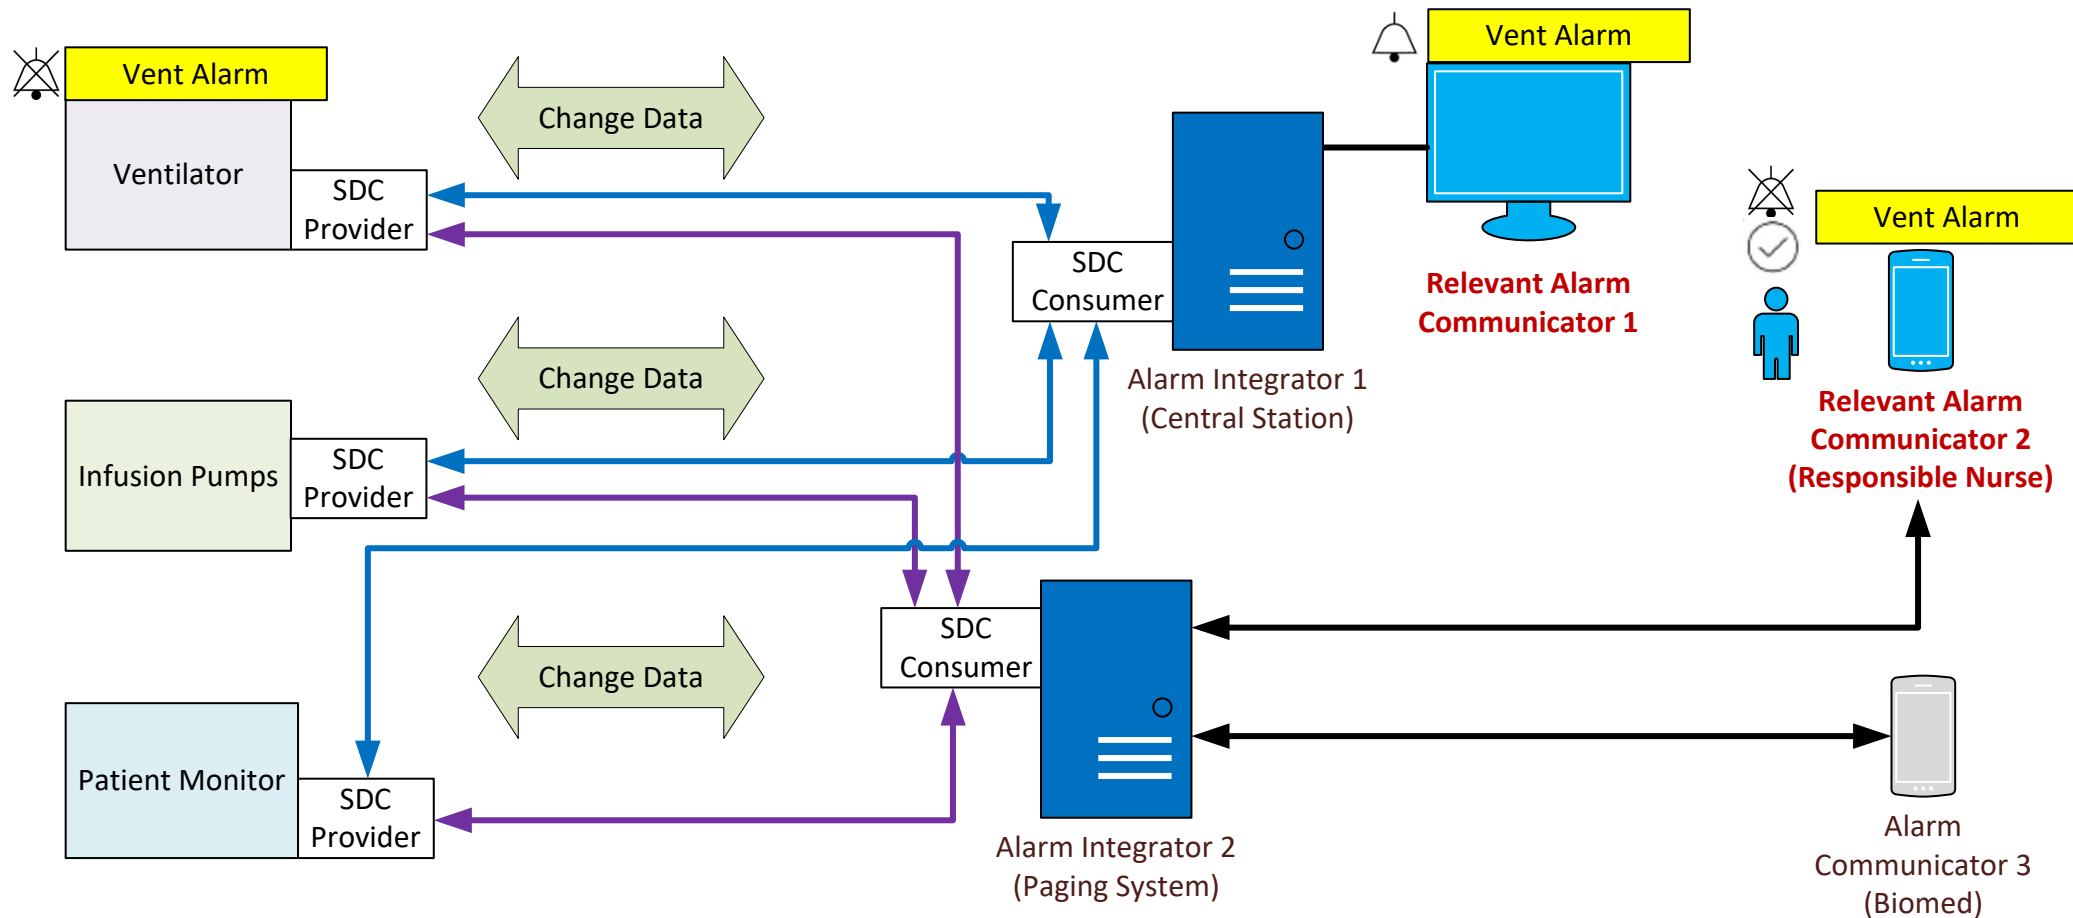 Vent Alarm
Ventilator
SDC
Provider
Change Data
Vent Alarm
SDC
Consumer
Relevant Alarm
Communicator 1
Alarm Integrator 1
(Central Station)
Vent Alarm
Relevant Alarm
Communicator 2
(Responsible Nurse)
Change Data
Infusion Pumps
SDC
Provider
Change Data
SDC
Consumer
Patient Monitor
SDC
Provider
Alarm Integrator 2
(Paging System)
Alarm
Communicator 3
(Biomed)